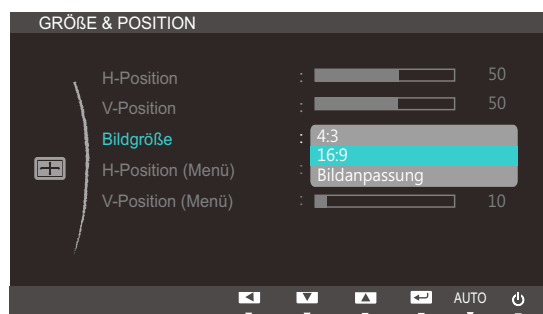 GRÖßE & POSITION
H-Position : 50
V-Position : 50
Bildgröße : 4:3
16:9
Bildanpassung
H-Position (Menü) :
V-Position (Menü) : 10
AUTO